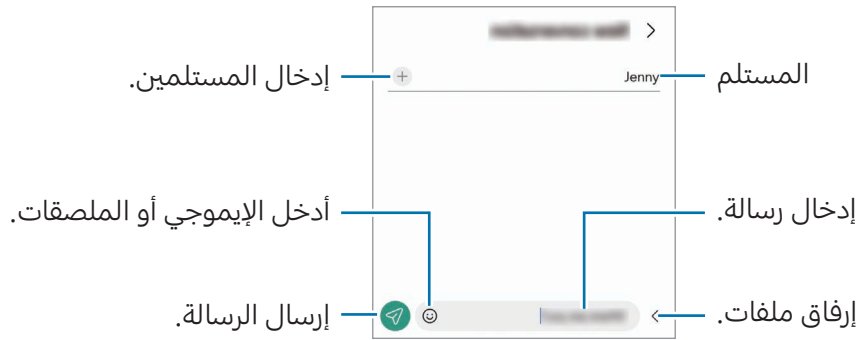 المستلم
Jenny
إدخال المستلمين.
إدخال رسالة.
أدخل الإيموجي أو الملصقات.
إرفاق ملفات.
إرسال الرسالة.